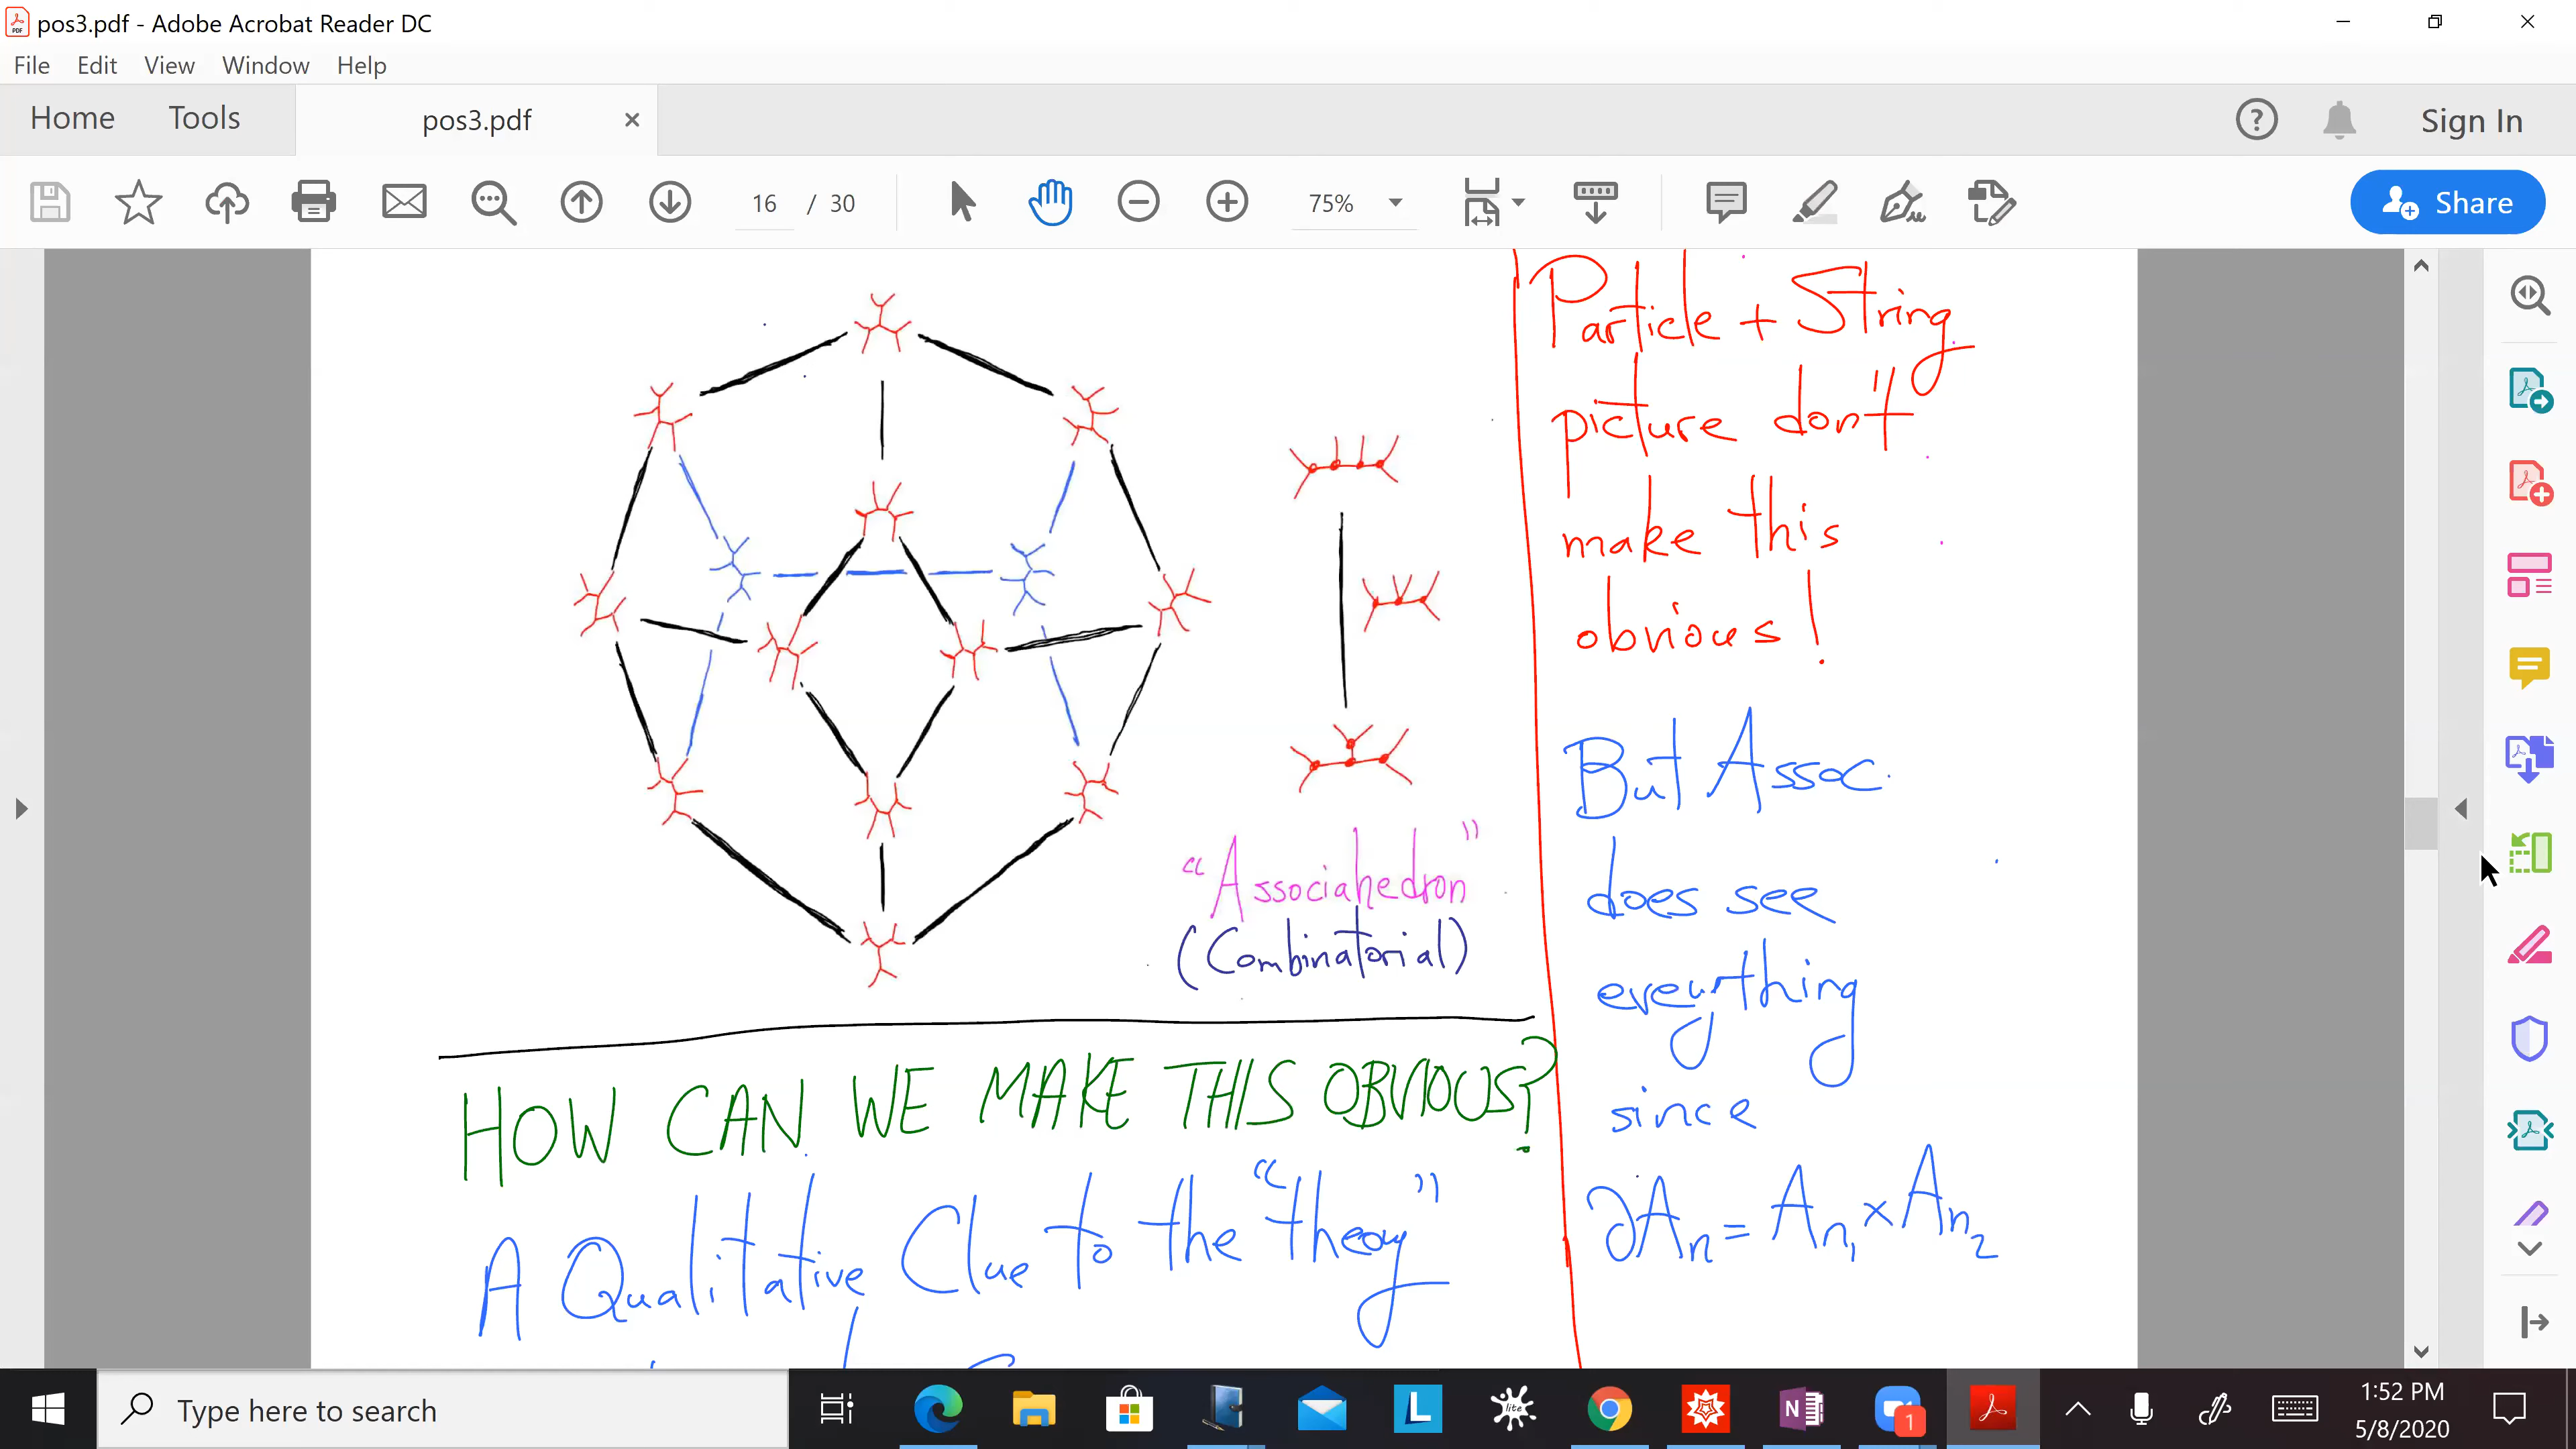 pos3.pdf - Adobe Acrobat Reader DC
File Edit View Window Help
Home Tools pos3.pdf × ? Sign In
16 / 30 75% Share
Particle + String
picture don't
make this
obvious!
But Assoc.
does see
everything
since
∂An = An1 × An2
"Associahedron"
(Combinatorial)
HOW CAN WE MAKE THIS OBVIOUS?
A Qualitative Clue to the "theory"
Type here to search
L
lite
N
1
1:52 PM
5/8/2020